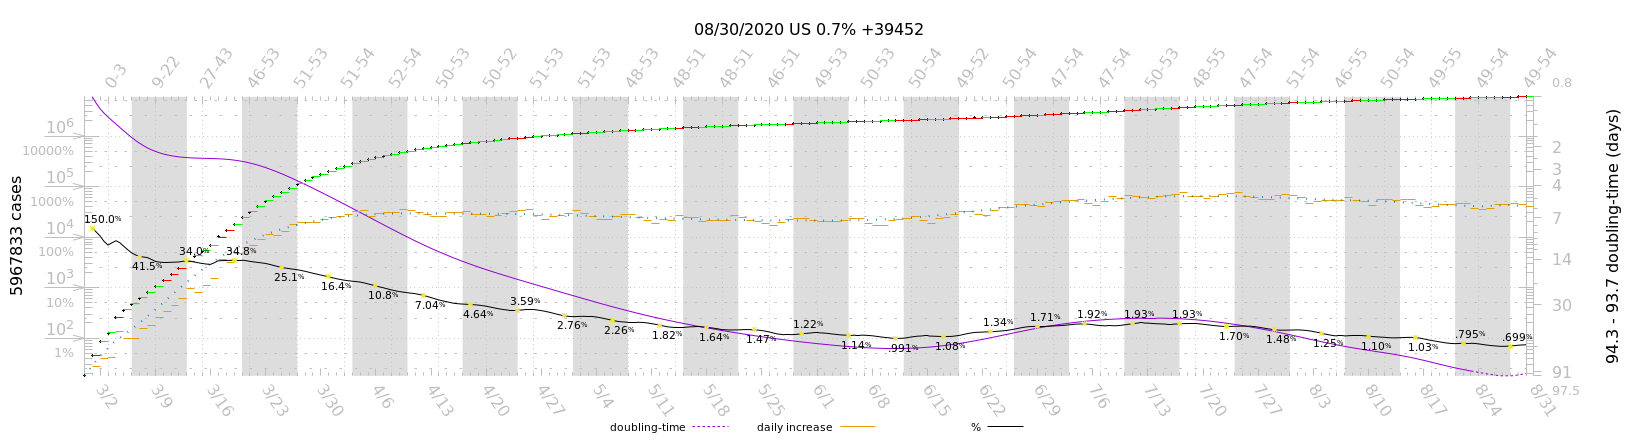 08/30/2020 US 0.7% +39452
0-3 9-22 27-43 46-53 51-53 51-54 52-54 50-53 50-52 51-53 51-53 48-53 48-51 48-51 46-51 49-53 50-53 50-54 49-52 50-54 47-54 47-54 50-53 48-55 47-54 51-54 46-55 50-54 49-55 49-54 49-54
5967833 cases
10⁶
10000%
10⁵
1000%
10⁴
100%
10³
10%
10²
1%
150.0% 41.5% 34.0% 34.8% 25.1% 16.4% 10.8% 7.04% 4.64% 3.59% 2.76% 2.26% 1.82% 1.64% 1.47% 1.22% 1.14% .991% 1.08% 1.34% 1.71% 1.92% 1.93% 1.93% 1.70% 1.48% 1.25% 1.10% 1.03% .795% .699%
0.8
2
3
4
7
14
30
91
97.5
94.3 - 93.7 doubling-time (days)
3/2 3/9 3/16 3/23 3/30 4/6 4/13 4/20 4/27 5/4 5/11 5/18 5/25 6/1 6/8 6/15 6/22 6/29 7/6 7/13 7/20 7/27 8/3 8/10 8/17 8/24 8/31
doubling-time daily increase %